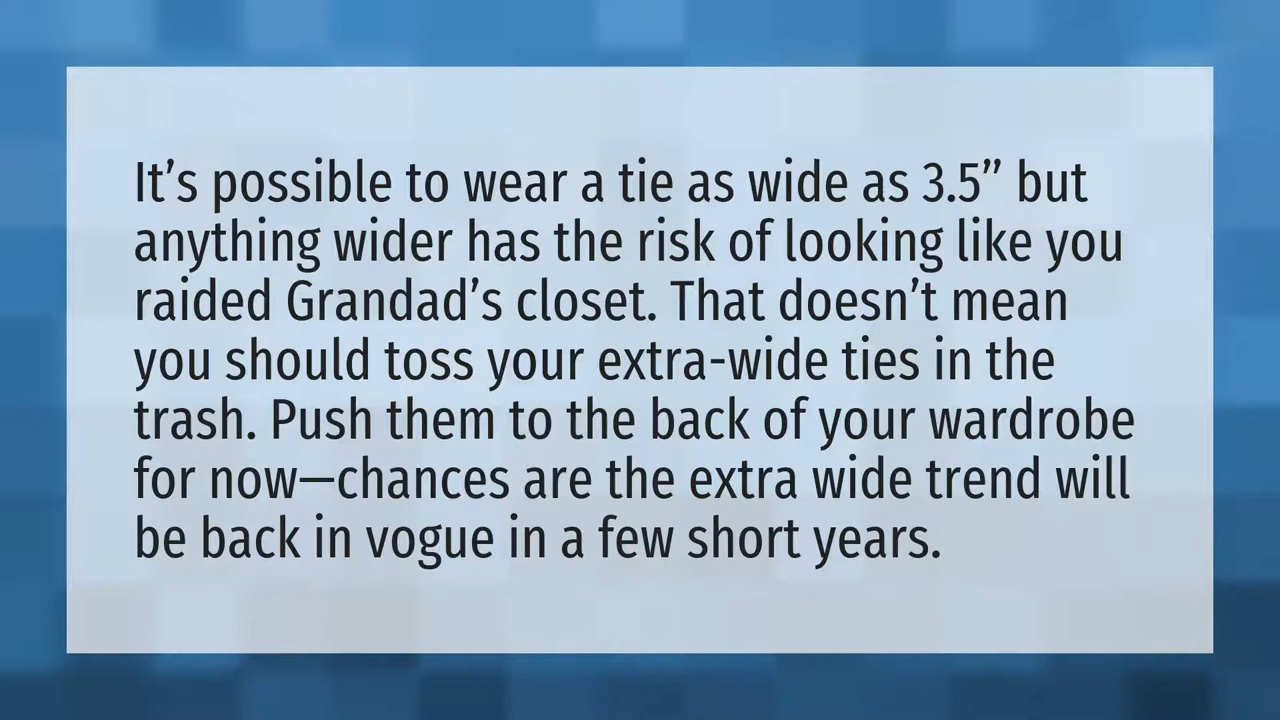 It’s possible to wear a tie as wide as 3.5” but
anything wider has the risk of looking like you
raided Grandad’s closet. That doesn’t mean
you should toss your extra-wide ties in the
trash. Push them to the back of your wardrobe
for now—chances are the extra wide trend will
be back in vogue in a few short years.